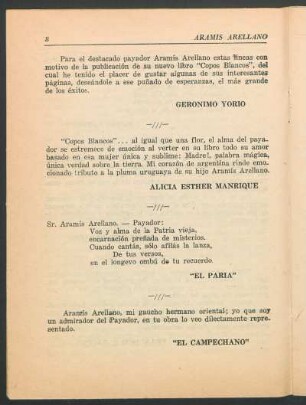 8 ARAMIS ARELLANO
Para el destacado payador Aramis Arellano estas líneas con
motivo de la publicación de su nuevo libro "Copos Blancos", del
cual he tenido el placer de gustar algunas de sus interesantes
páginas, deseándole a ese puñado de esperanzas, el más grande
de los éxitos.
GERONIMO YORIO
—///—
"Copos Blancos"... al igual que una flor, el alma del paya-
dor se estremece de emoción al verter en su libro todo su amor
basado en esa mujer única y sublime: Madre!, palabra mágica,
única verdad sobre la tierra. Mi corazón de argentina rinde emo-
cionado tributo a la pluma uruguaya de su hijo Aramis Arellano.
ALICIA ESTHER MANRIQUE
—///—
Sr. Aramis Arellano. — Payador:
Voz y alma de la Patria vieja,
encarnación preñada de misterios.
Cuando cantás, sólo afilás la lanza,
De tus versos,
en el longevo ombú de tu recuerdo.
"EL PARIA"
—///—
Aramis Arellano, mi gaucho hermano oriental; yo que soy
un admirador del Payador, en tu obra lo veo directamente repre-
sentado.
"EL CAMPECHANO"